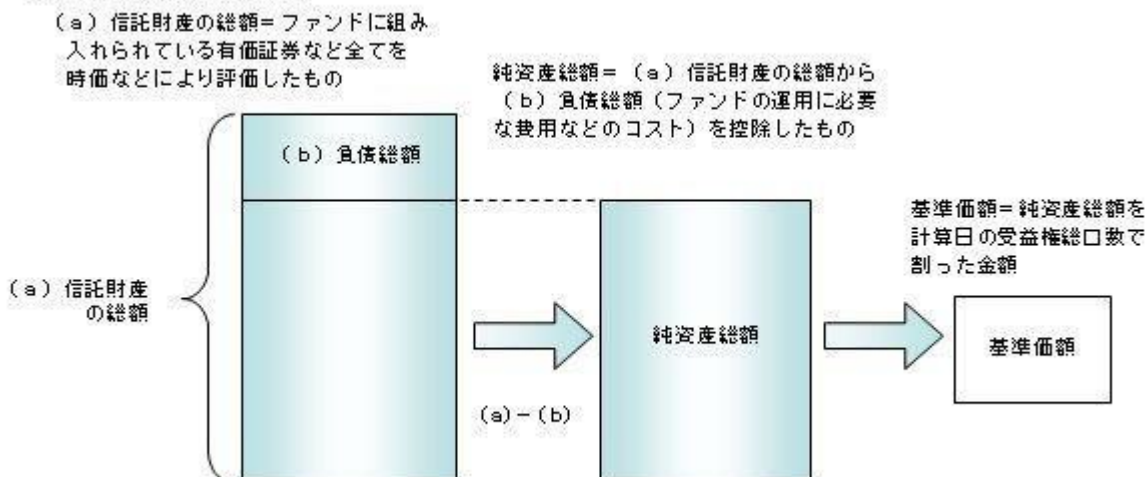 (a)信託財産の総額=ファンドに組み
入れられている有価証券など全てを
時価などにより評価したもの
純資産総額=(a)信託財産の総額から
(b)負債総額(ファンドの運用に必要
な費用などのコスト)を控除したもの
(b)負債総額
基準価額=純資産総額を
計算日の受益権総口数で
割った金額
(a)信託財産
の総額
純資産総額
基準価額
(a)-(b)